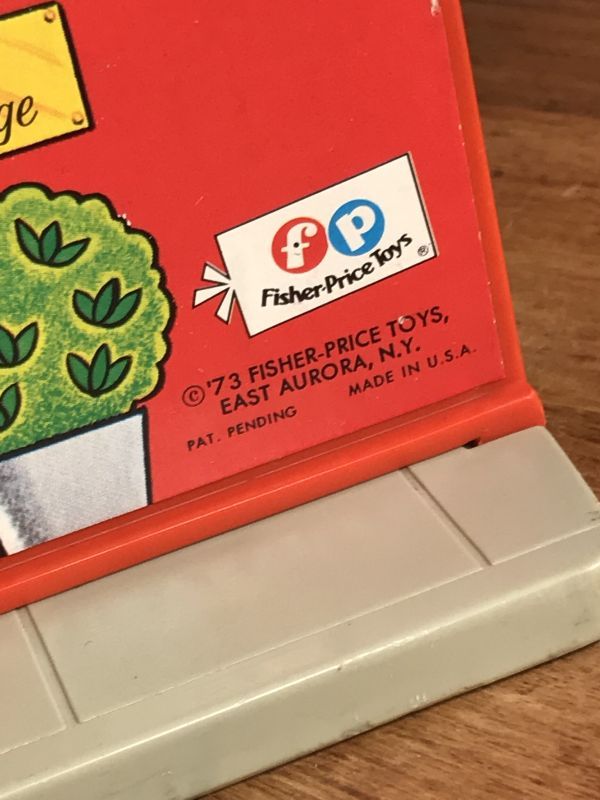 ge
fp
Fisher-Price Toys ®
© '73 FISHER-PRICE TOYS,
EAST AURORA, N.Y.
PAT. PENDING MADE IN U.S.A.